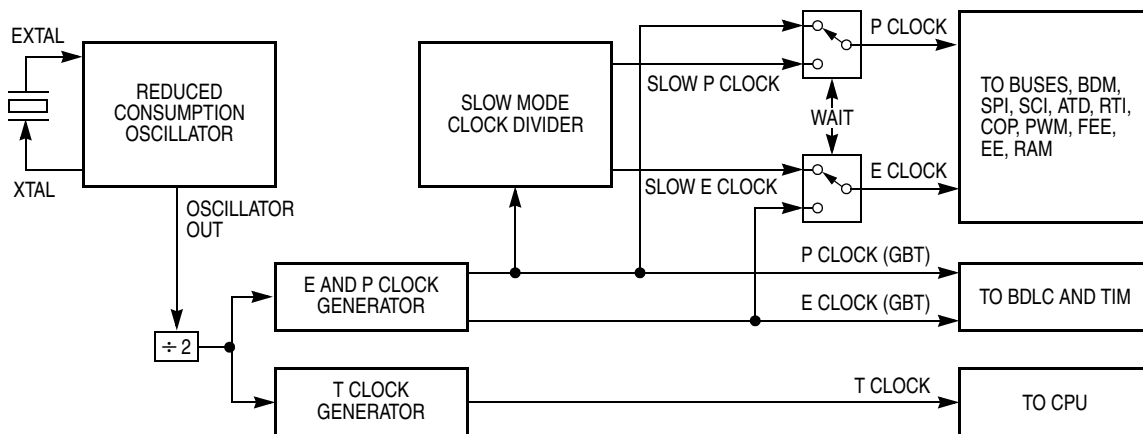 EXTAL
REDUCED
CONSUMPTION
OSCILLATOR
XTAL
OSCILLATOR
OUT
÷ 2
SLOW MODE
CLOCK DIVIDER
SLOW P CLOCK
SLOW E CLOCK
WAIT
P CLOCK
E CLOCK
TO BUSES, BDM,
SPI, SCI, ATD, RTI,
COP, PWM, FEE,
EE, RAM
E AND P CLOCK
GENERATOR
P CLOCK (GBT)
E CLOCK (GBT)
TO BDLC AND TIM
T CLOCK
GENERATOR
T CLOCK
TO CPU